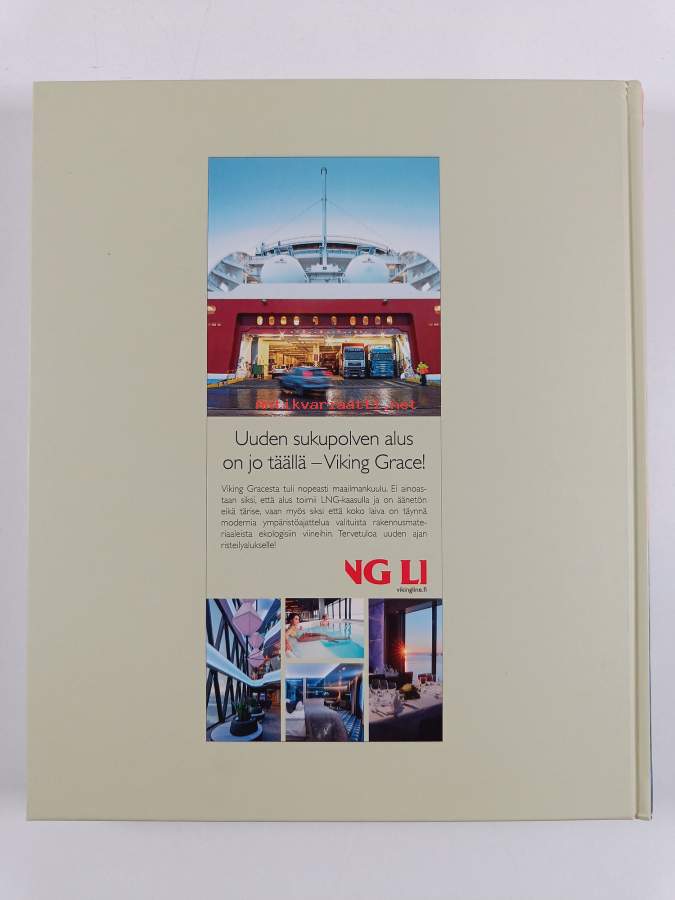 Antikvariaatti.net
Uuden sukupolven alus
on jo täällä – Viking Grace!
Viking Gracesta tuli nopeasti maailmankuulu. Ei ainoas-
taan siksi, että alus toimii LNG-kaasulla ja on äänetön
eikä tärise, vaan myös siksi että koko laiva on täynnä
modernia ympäristöajattelua valituista rakennusmate-
riaaleista ekologisiin viineihin. Tervetuloa uuden ajan
risteilyalukselle!
NG LI
vikingline.fi